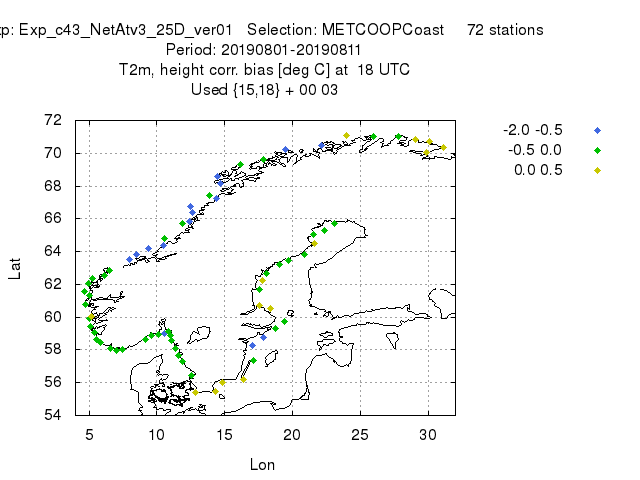 xp: Exp_c43_NetAtv3_25D_ver01 Selection: METCOOPCoast 72 stations
Period: 20190801-20190811
T2m, height corr. bias [deg C] at 18 UTC
Used {15,18} + 00 03
72
70
68
66
64
62
60
58
56
54
Lat
5 10 15 20 25 30
Lon
-2.0 -0.5
-0.5 0.0
0.0 0.5